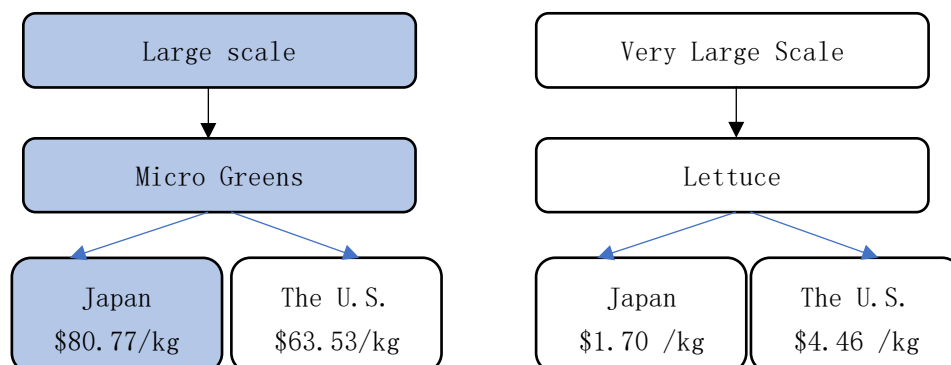 Large scale
Very Large Scale
Micro Greens
Lettuce
Japan
$80.77/kg
The U.S.
$63.53/kg
Japan
$1.70 /kg
The U.S.
$4.46 /kg